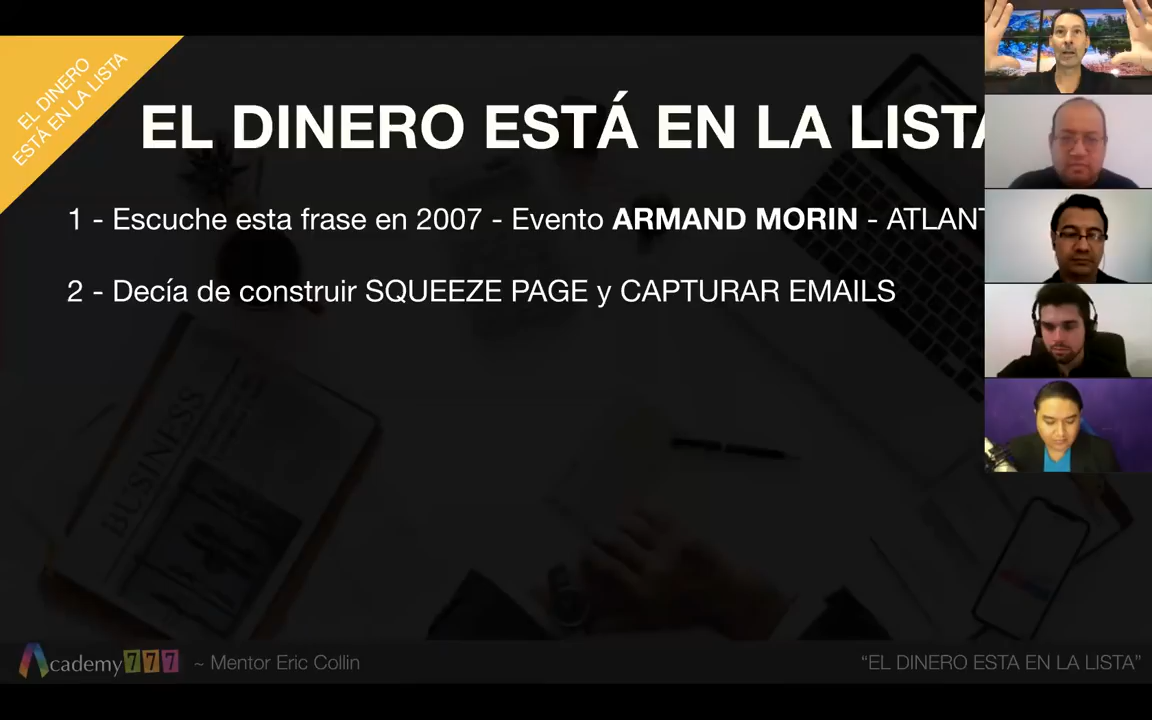 EL DINERO
ESTÁ EN LA LISTA
EL DINERO ESTÁ EN LA LISTA
1 - Escuche esta frase en 2007 - Evento ARMAND MORIN - ATLANT
2 - Decía de construir SQUEEZE PAGE y CAPTURAR EMAILS
BUSINESS
Academy777 ~ Mentor Eric Collin
“EL DINERO ESTA EN LA LISTA”